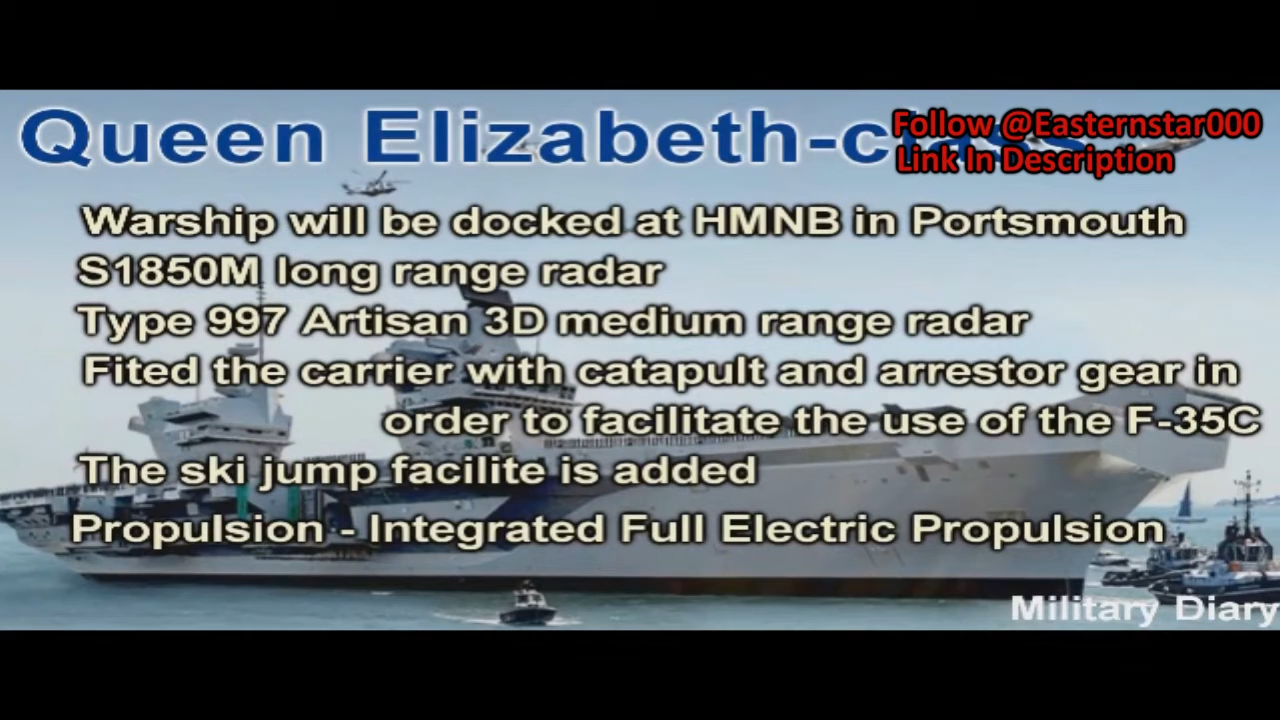 Queen Elizabeth-class
Follow @Easternstar000
Link In Description
Warship will be docked at HMNB in Portsmouth
S1850M long range radar
Type 997 Artisan 3D medium range radar
Fited the carrier with catapult and arrestor gear in
order to facilitate the use of the F-35C
The ski jump facilite is added
Propulsion - Integrated Full Electric Propulsion
Military Diary